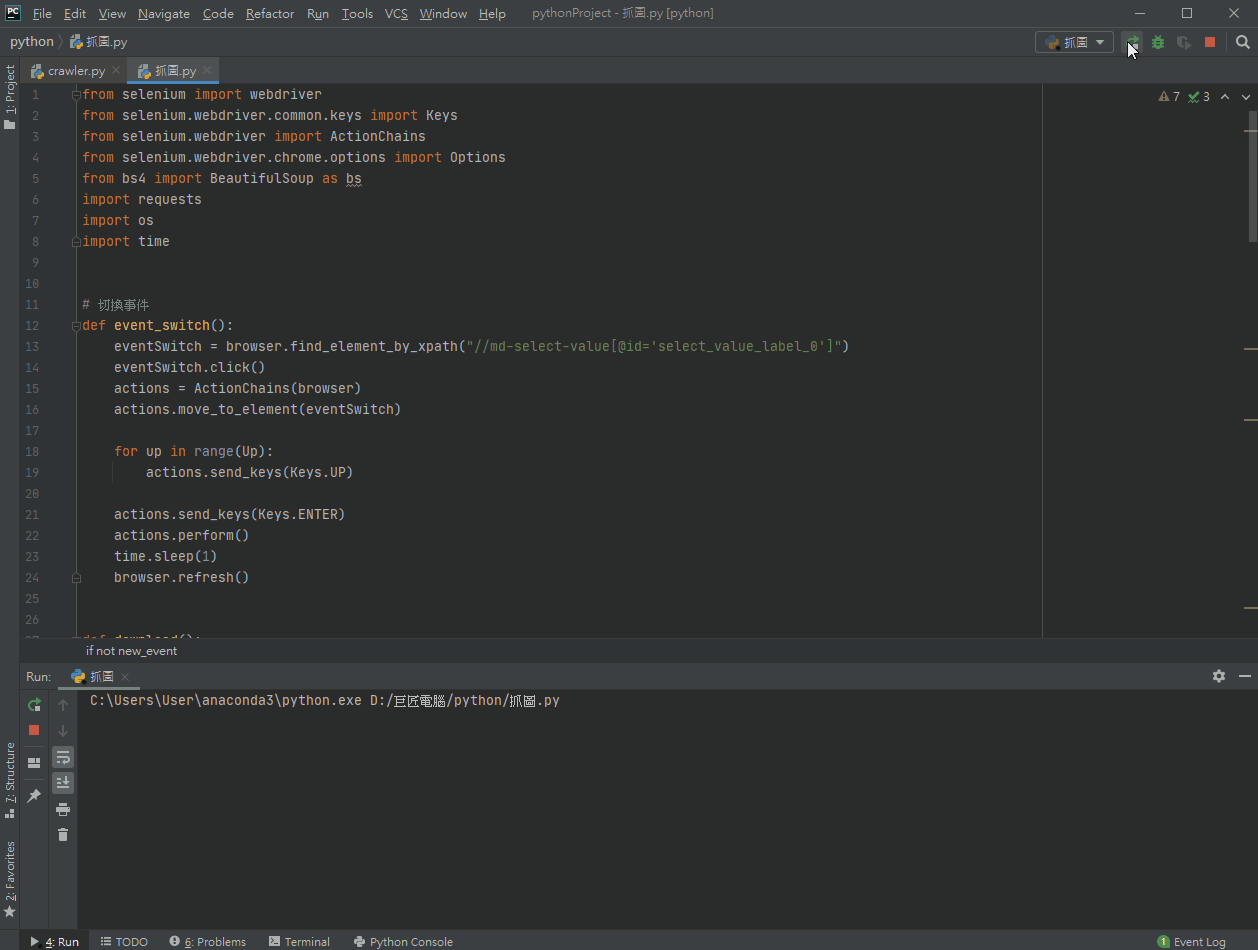 PC File Edit View Navigate Code Refactor Run Tools VCS Window Help pythonProject - 抓圖.py [python]
python 抓圖.py 抓圖
crawler.py 抓圖.py
1: Project
7 3
1 from selenium import webdriver
2 from selenium.webdriver.common.keys import Keys
3 from selenium.webdriver import ActionChains
4 from selenium.webdriver.chrome.options import Options
5 from bs4 import BeautifulSoup as bs
6 import requests
7 import os
8 import time
9
10
11 # 切換事件
12 def event_switch():
13 eventSwitch = browser.find_element_by_xpath("//md-select-value[@id='select_value_label_0']")
14 eventSwitch.click()
15 actions = ActionChains(browser)
16 actions.move_to_element(eventSwitch)
17
18 for up in range(Up):
19 actions.send_keys(Keys.UP)
20
21 actions.send_keys(Keys.ENTER)
22 actions.perform()
23 time.sleep(1)
24 browser.refresh()
25
26
27 def download():
if not new_event
Run: 抓圖
C:\Users\User\anaconda3\python.exe D:/巨匠電腦/python/抓圖.py
7: Structure
2: Favorites
4: Run TODO 6: Problems Terminal Python Console 1 Event Log